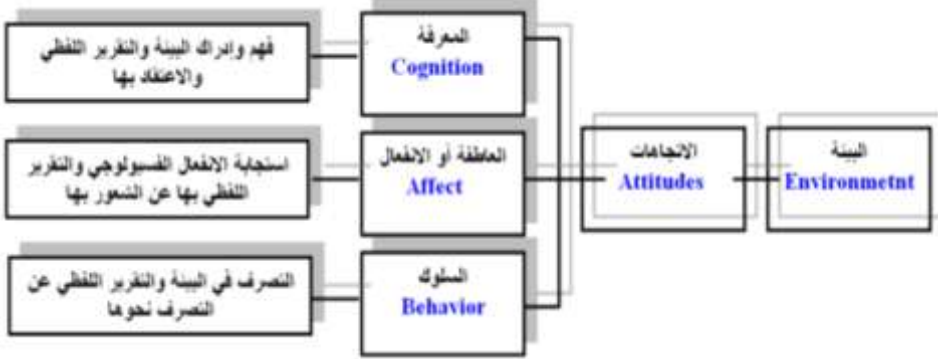 البيئة
Environmetnt
الاتجاهات
Attitudes
المعرفة
Cognition
فهم وإدراك البيئة والتقرير اللفظي
والاعتقاد بها
العاطفة أو الانفعال
Affect
استجابة الانفعال الفسيولوجي والتقرير
اللفظي بها عن الشعور بها
السلوك
Behavior
التصرف في البيئة والتقرير اللفظي عن
التصرف نحوها